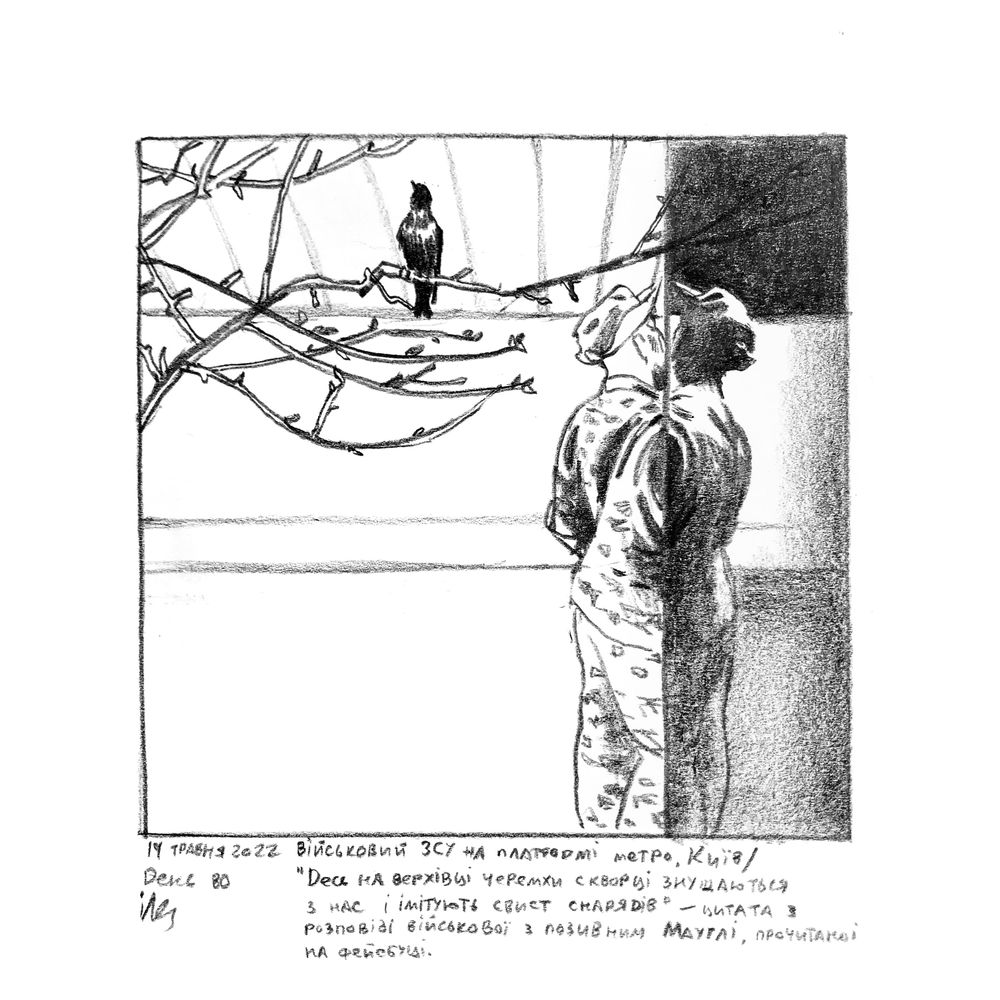 14 травня 2022 Військовий ЗСУ на платформі метро, Київ/
День 80 "Десь на верхівці черемхи скворці знущаються
з нас і імітують свист снарядів" – цитата з
розповіді військової з позивним Мауглі, прочитаної
на фейсбуці.